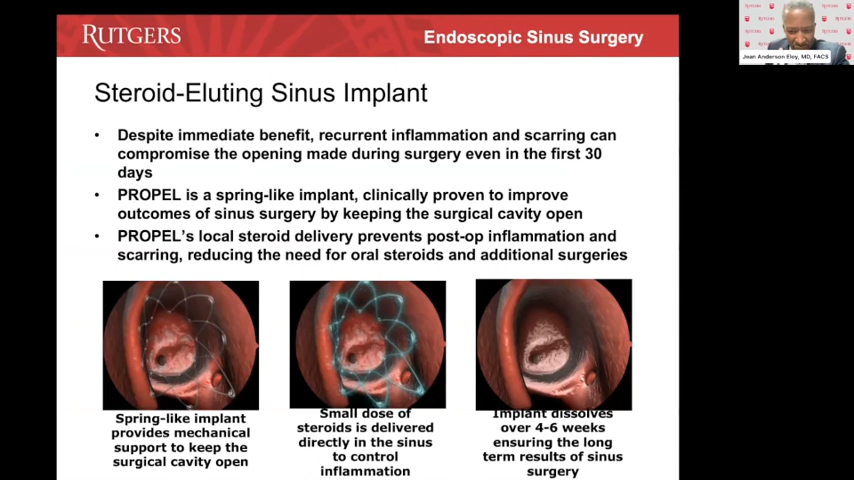 RUTGERS
Endoscopic Sinus Surgery
Jean Anderson Eloy, MD, FACS
Steroid-Eluting Sinus Implant
• Despite immediate benefit, recurrent inflammation and scarring can
compromise the opening made during surgery even in the first 30
days
• PROPEL is a spring-like implant, clinically proven to improve
outcomes of sinus surgery by keeping the surgical cavity open
• PROPEL's local steroid delivery prevents post-op inflammation and
scarring, reducing the need for oral steroids and additional surgeries
Spring-like implant
provides mechanical
support to keep the
surgical cavity open
Small dose of
steroids is delivered
directly in the sinus
to control
inflammation
Implant dissolves
over 4-6 weeks
ensuring the long
term results of sinus
surgery